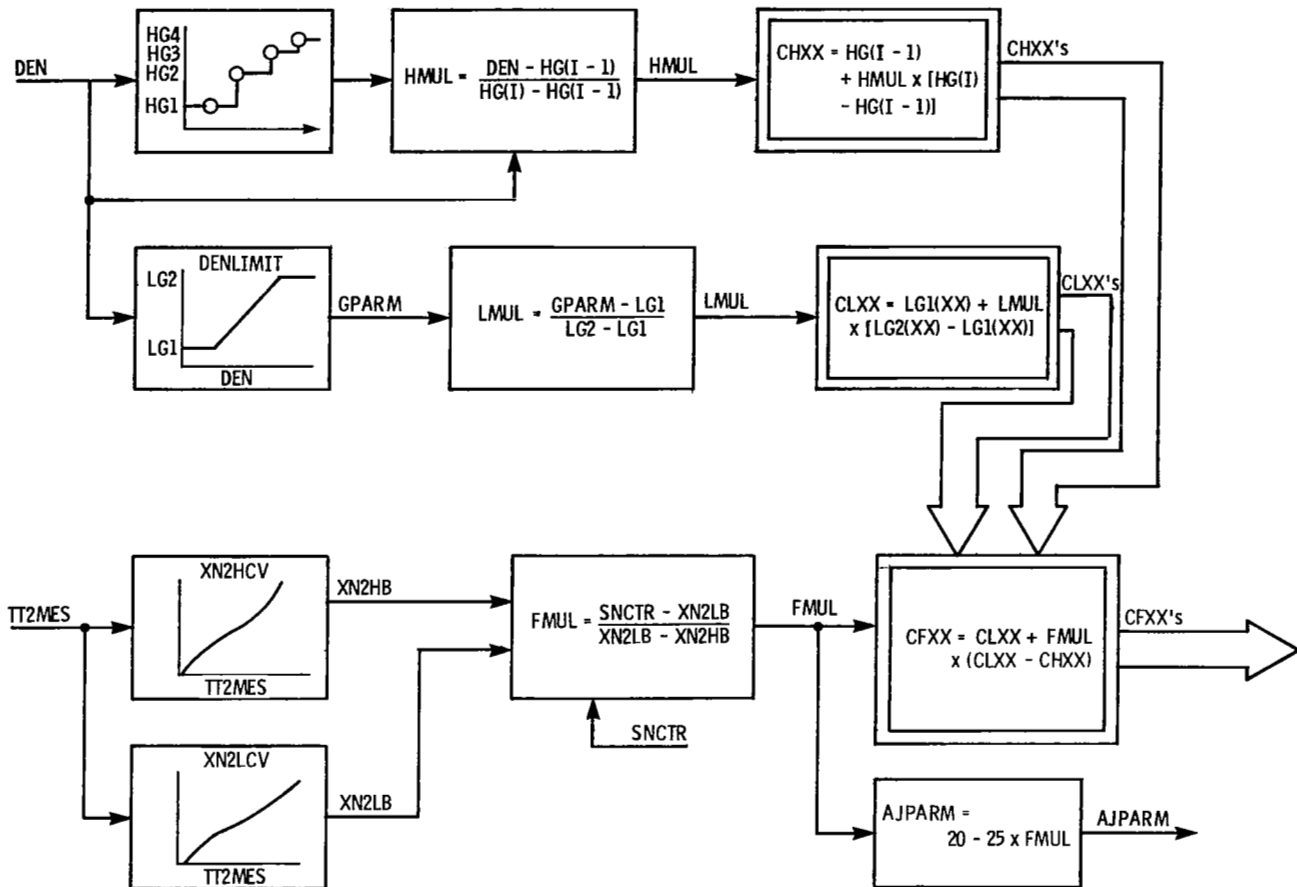 HG4
HG3
HG2
HG1
DEN
HMUL = DEN - HG(I - 1)
HG(I) - HG(I - 1)
HMUL
CHXX = HG(I - 1)
+ HMUL x [HG(I)
- HG(I - 1)]
CHXX's
DENLIMIT
LG2
LG1
DEN
GPARM
LMUL = GPARM - LG1
LG2 - LG1
LMUL
CLXX = LG1(XX) + LMUL
x [LG2(XX) - LG1(XX)]
CLXX's
TT2MES
XN2HCV
TT2MES
XN2HB
XN2LCV
TT2MES
XN2LB
FMUL = SNCTR - XN2LB
XN2LB - XN2HB
SNCTR
FMUL
CFXX = CLXX + FMUL
x (CLXX - CHXX)
CFXX's
AJPARM =
20 - 25 x FMUL
AJPARM